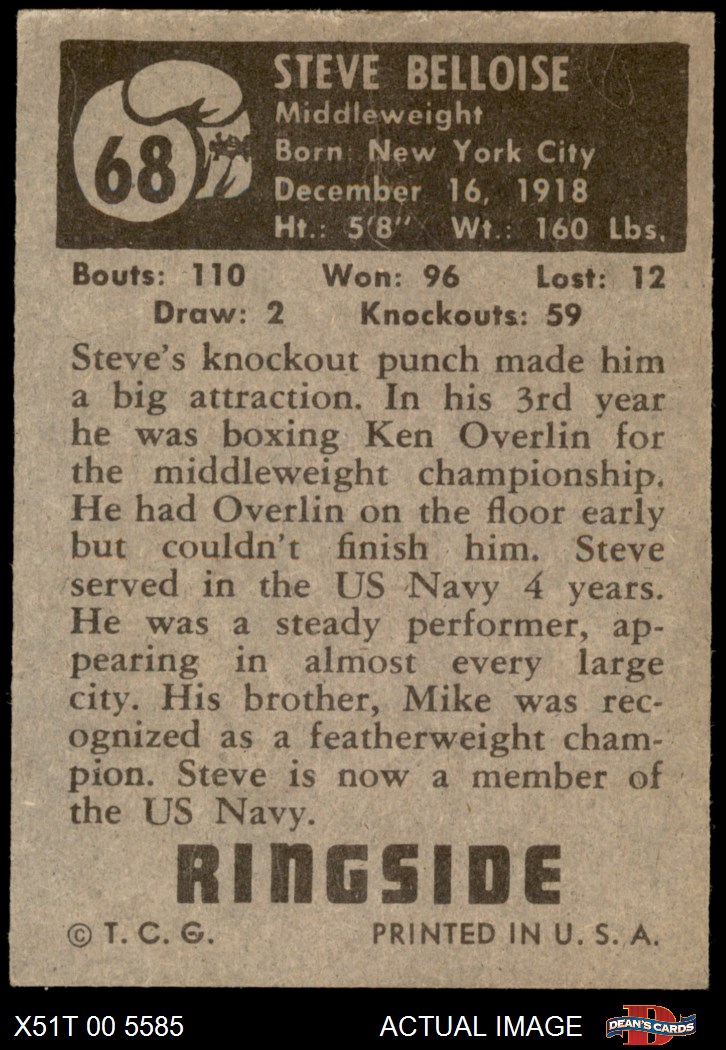 68
STEVE BELLOISE
Middleweight
Born: New York City
December 16, 1918
Ht.: 5'8" Wt.: 160 Lbs.
Bouts: 110 Won: 96 Lost: 12
Draw: 2 Knockouts: 59
Steve's knockout punch made him
a big attraction. In his 3rd year
he was boxing Ken Overlin for
the middleweight championship.
He had Overlin on the floor early
but couldn't finish him. Steve
served in the US Navy 4 years.
He was a steady performer, ap-
pearing in almost every large
city. His brother, Mike was rec-
ognized as a featherweight cham-
pion. Steve is now a member of
the US Navy.
RINGSIDE
© T. C. G. PRINTED IN U. S. A.
X51T 00 5585 ACTUAL IMAGE D DEAN'S CARDS